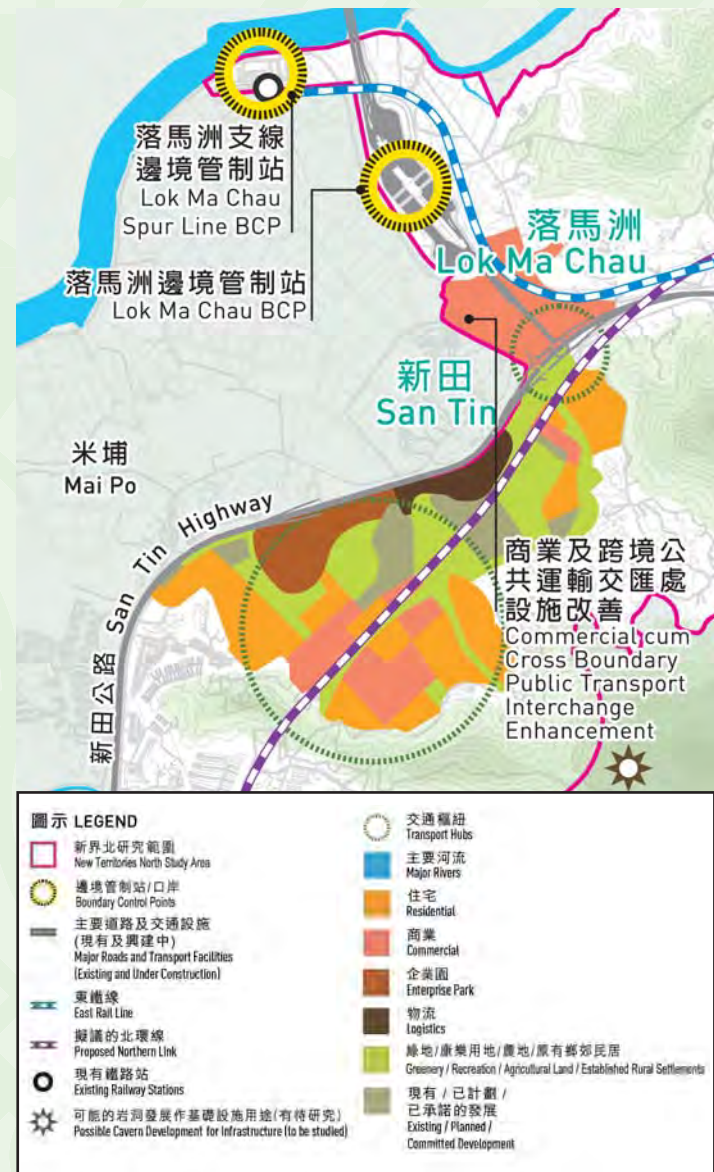 落馬洲支線
邊境管制站
Lok Ma Chau
Spur Line BCP
落馬洲
Lok Ma Chau
落馬洲邊境管制站
Lok Ma Chau BCP
新田
San Tin
米埔
Mai Po
新田公路 San Tin Highway
商業及跨境公
共運輸交匯處
設施改善
Commercial cum
Cross Boundary
Public Transport
Interchange
Enhancement
圖示 LEGEND
新界北研究範圍
New Territories North Study Area
邊境管制站/口岸
Boundary Control Points
主要道路及交通設施
(現有及興建中)
Major Roads and Transport Facilities
(Existing and Under Construction)
東鐵線
East Rail Line
擬議的北環線
Proposed Northern Link
現有鐵路站
Existing Railway Stations
可能的岩洞發展作基礎設施用途(有待研究)
Possible Cavern Development for Infrastructure (to be studied)
交通樞紐
Transport Hubs
主要河流
Major Rivers
住宅
Residential
商業
Commercial
企業園
Enterprise Park
物流
Logistics
綠地/康樂用地/農地/原有鄉郊民居
Greenery / Recreation / Agricultural Land / Established Rural Settlements
現有 / 已計劃 /
已承諾的發展
Existing / Planned /
Committed Development